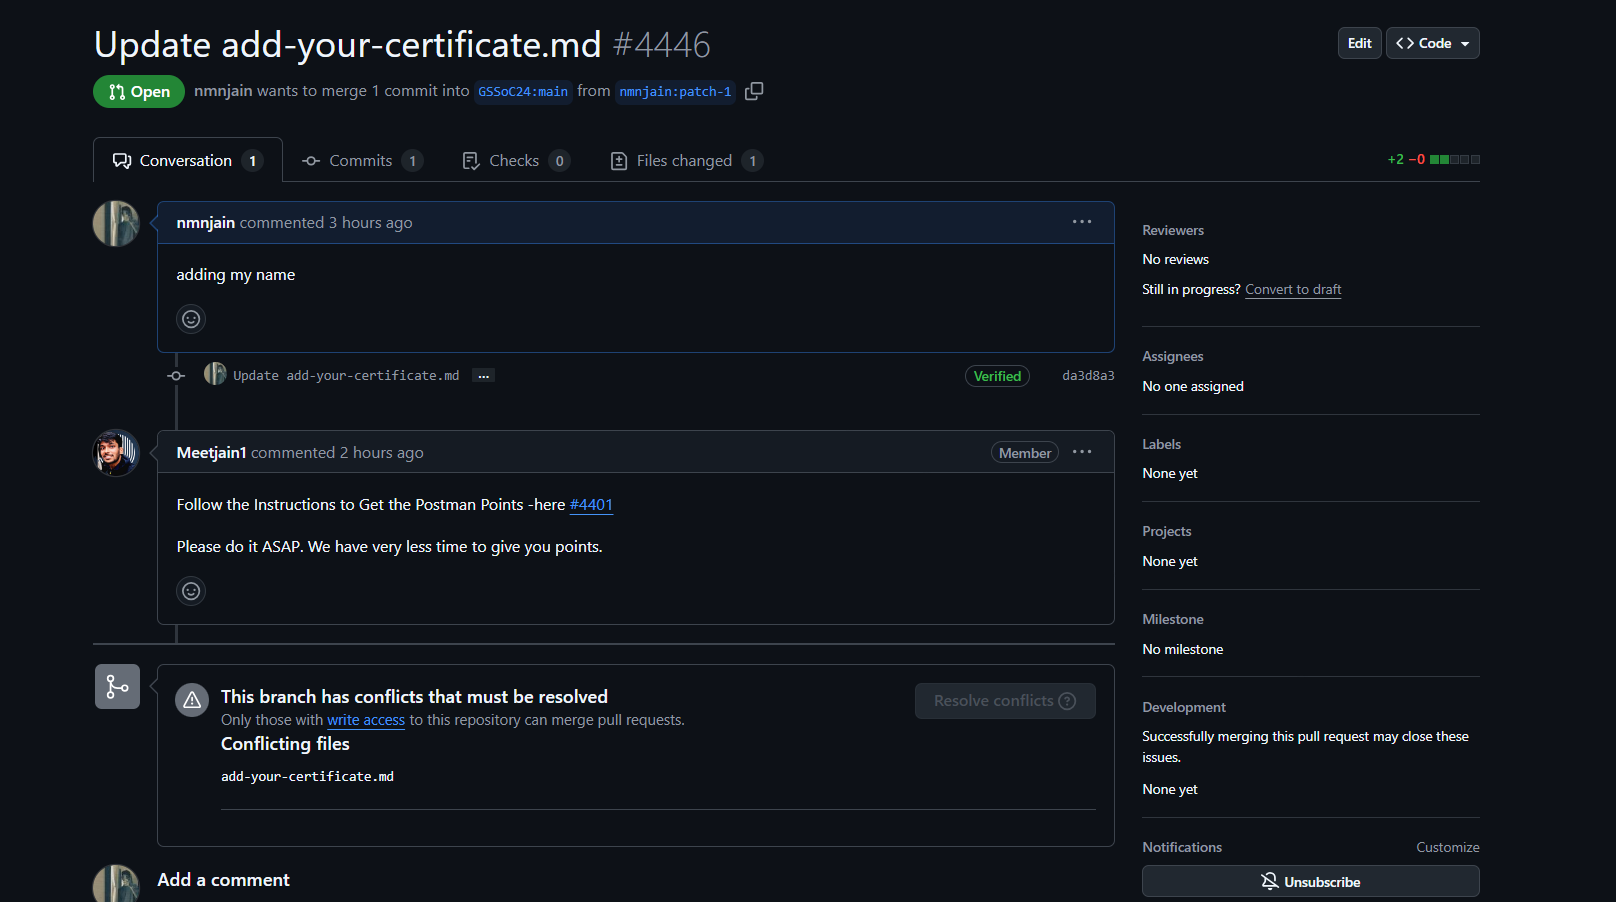 Update add-your-certificate.md #4446
Edit
Code
Open
nmnjain wants to merge 1 commit into GSSoC24:main from nmnjain:patch-1
Conversation 1
Commits 1
Checks 0
Files changed 1
+2 −0
nmnjain commented 3 hours ago
adding my name
Update add-your-certificate.md ...
Verified
da3d8a3
Meetjain1 commented 2 hours ago
Member
Follow the Instructions to Get the Postman Points -here #4401
Please do it ASAP. We have very less time to give you points.
This branch has conflicts that must be resolved
Only those with write access to this repository can merge pull requests.
Resolve conflicts
Conflicting files
add-your-certificate.md
Add a comment
Reviewers
No reviews
Still in progress? Convert to draft
Assignees
No one assigned
Labels
None yet
Projects
None yet
Milestone
No milestone
Development
Successfully merging this pull request may close these
issues.
None yet
Notifications
Customize
Unsubscribe